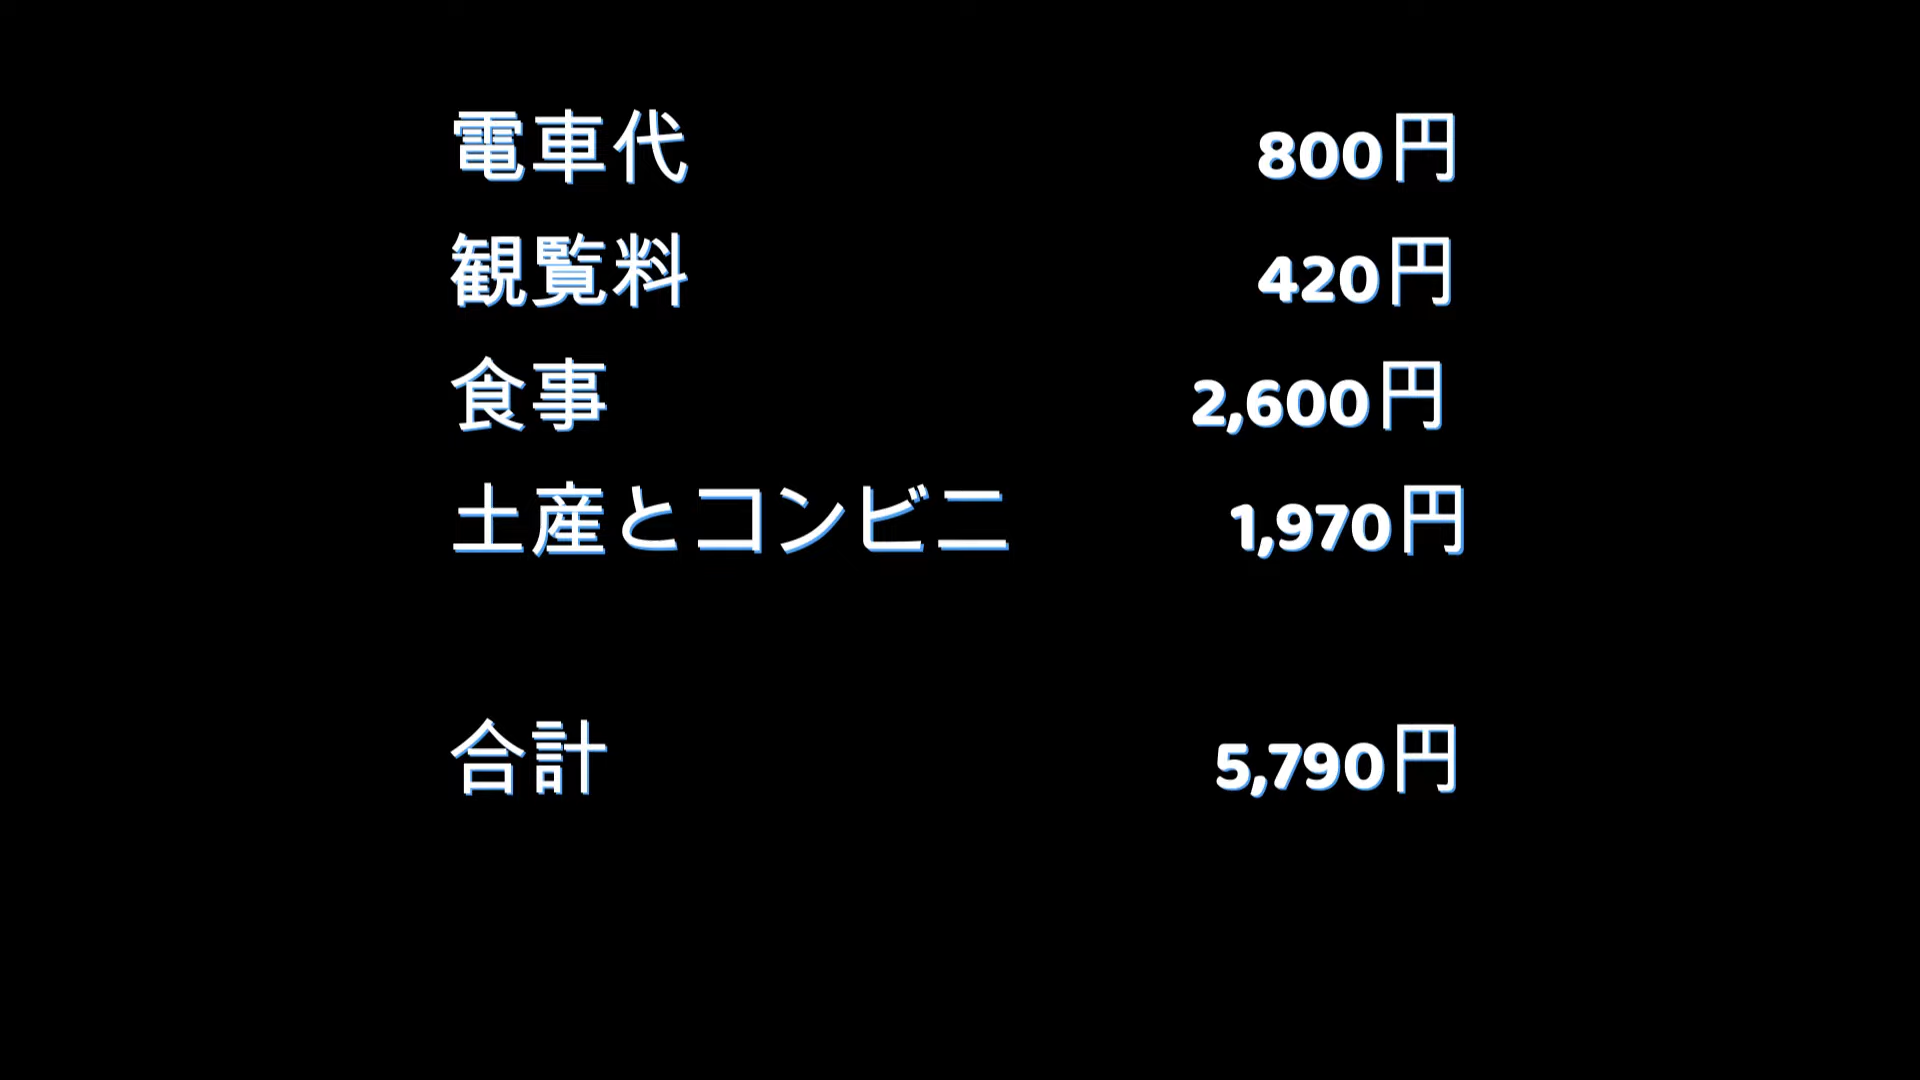 電車代 800円
観覧料 420円
食事 2,600円
土産とコンビニ 1,970円
合計 5,790円